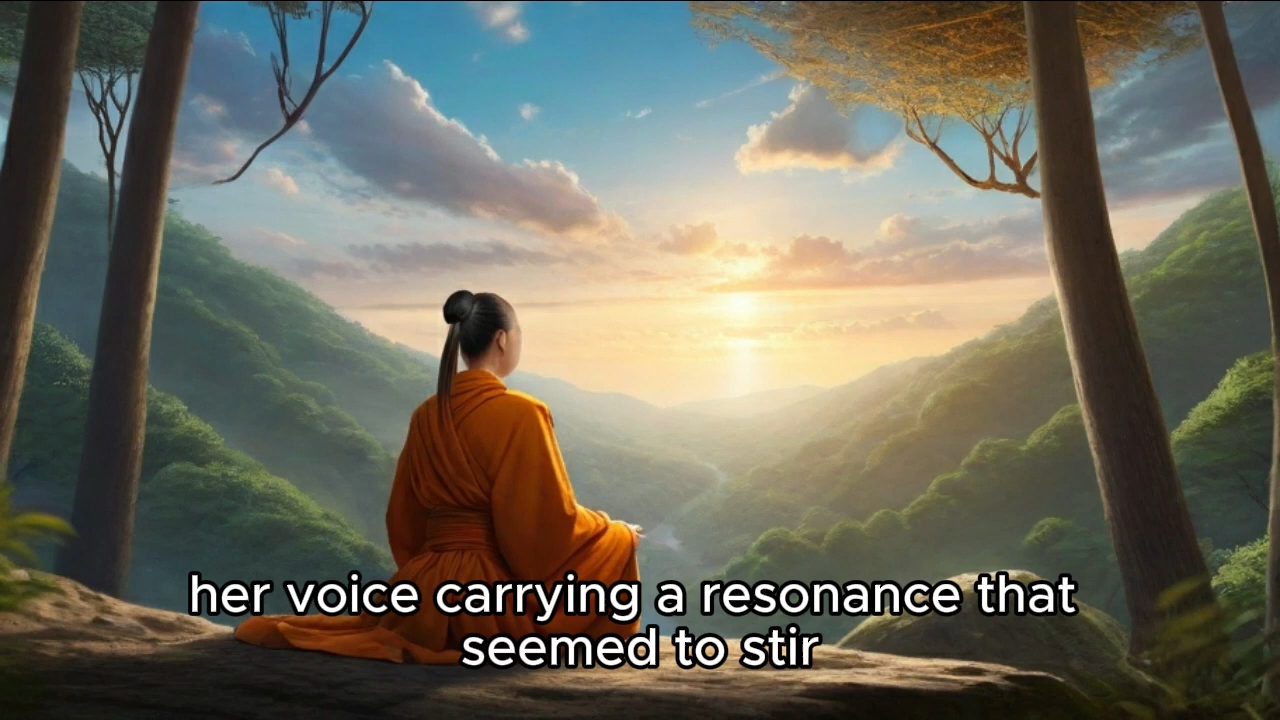 her voice carrying a resonance that
seemed to stir